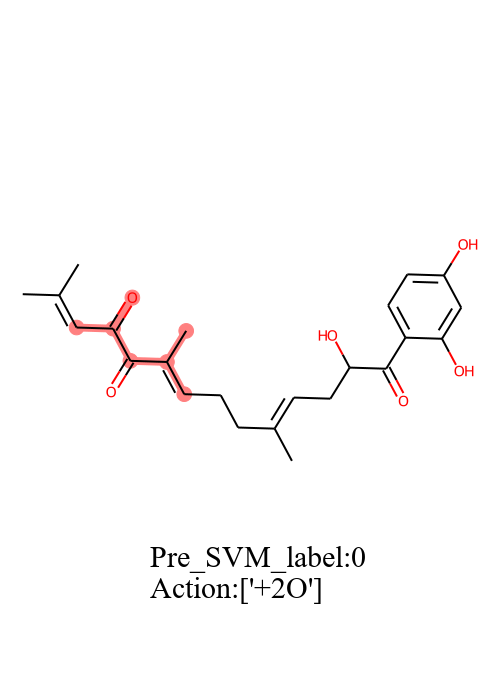 OH
O
HO
O
OH
O
Pre_SVM_label:0
Action:['+2O']